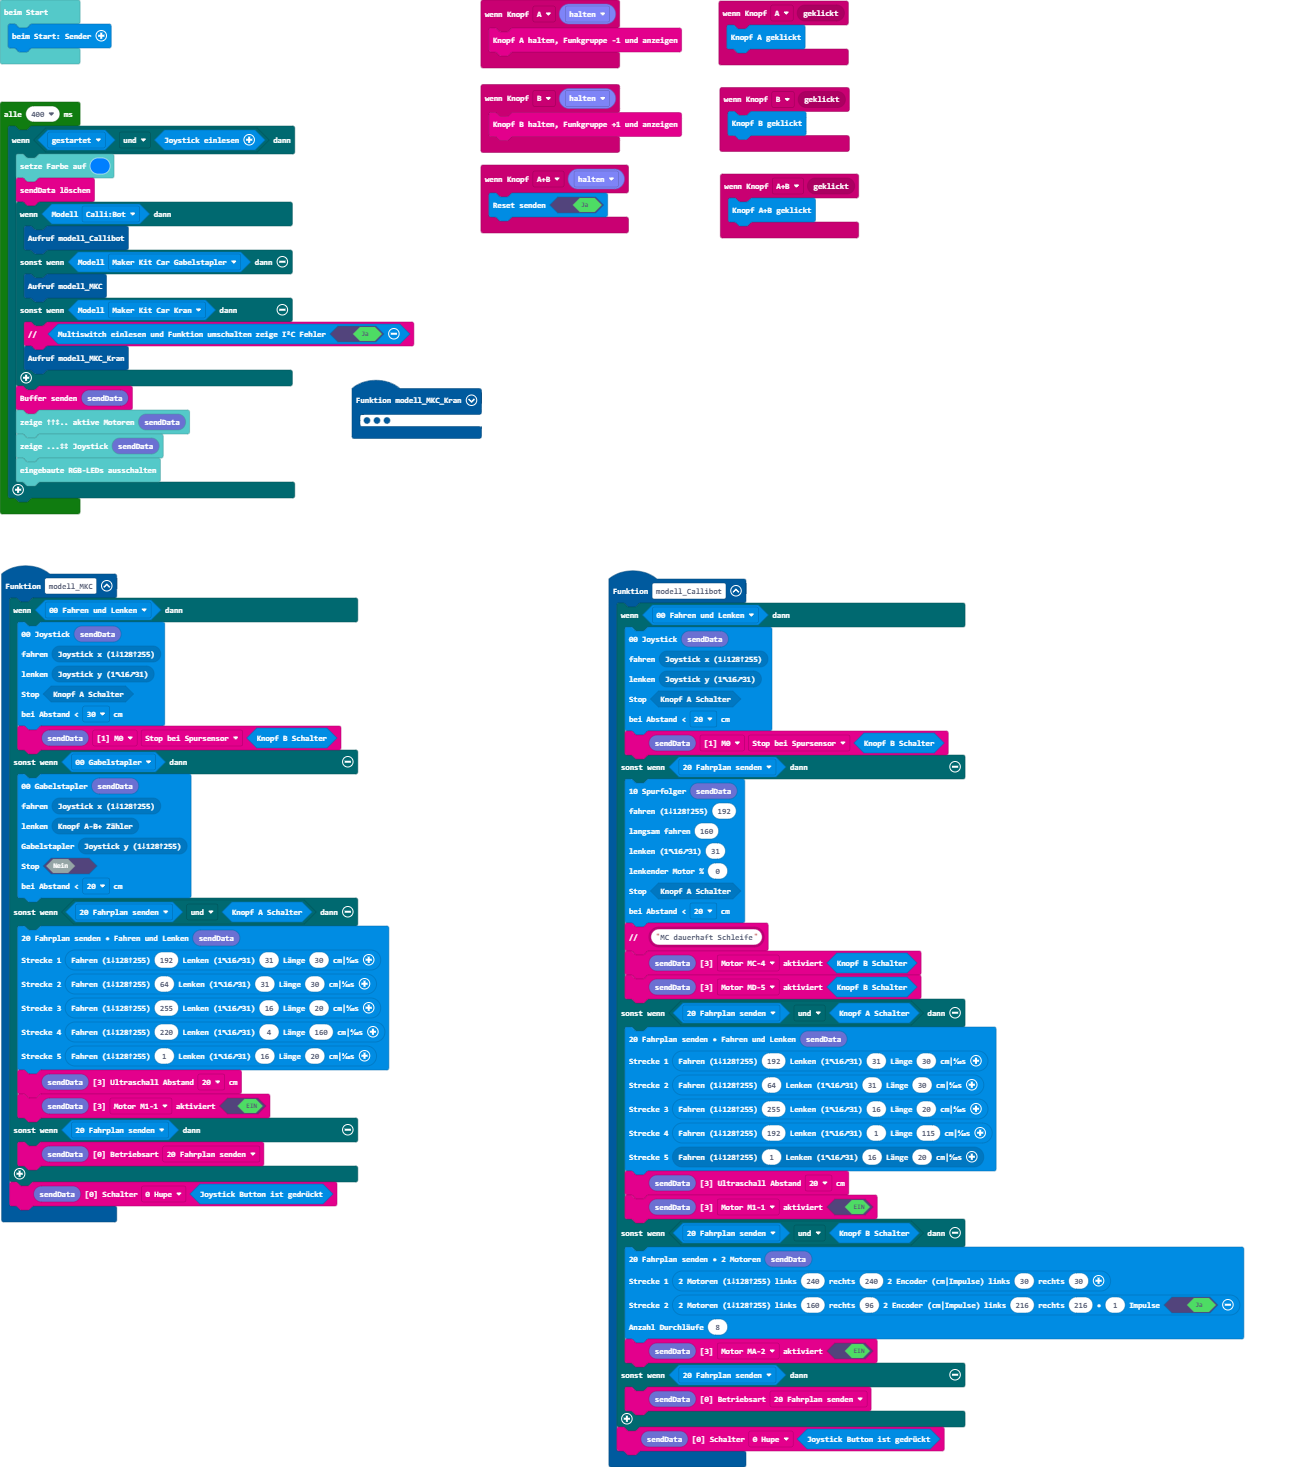 beim Start
beim Start: Sender
alle 400 ms
wenn gestartet und Joystick einlesen dann
setze Farbe auf
sendData löschen
wenn Modell Calli:Bot dann
Aufruf modell_Callibot
sonst wenn Modell Maker Kit Car Gabelstapler dann
Aufruf modell_MKC
sonst wenn Modell Maker Kit Car Kran dann
// Multiswitch einlesen und Funktion umschalten zeige I²C Fehler Ja
Aufruf modell_MKC_Kran
Buffer senden sendData
zeige ↑↑↕.. aktive Motoren sendData
zeige ...↕↕ Joystick sendData
eingebaute RGB-LEDs ausschalten
wenn Knopf A halten
Knopf A halten, Funkgruppe -1 und anzeigen
wenn Knopf B halten
Knopf B halten, Funkgruppe +1 und anzeigen
wenn Knopf A+B halten
Reset senden Ja
wenn Knopf A geklickt
Knopf A geklickt
wenn Knopf B geklickt
Knopf B geklickt
wenn Knopf A+B geklickt
Knopf A+B geklickt
Funktion modell_MKC_Kran
Funktion modell_MKC
wenn 00 Fahren und Lenken dann
00 Joystick sendData
fahren Joystick x (1↓128↑255)
lenken Joystick y (1↖16↗31)
Stop Knopf A Schalter
bei Abstand < 30 cm
sendData [1] M0 Stop bei Spursensor Knopf B Schalter
sonst wenn 00 Gabelstapler dann
00 Gabelstapler sendData
fahren Joystick x (1↓128↑255)
lenken Knopf A-B+ Zähler
Gabelstapler Joystick y (1↓128↑255)
Stop Nein
bei Abstand < 20 cm
sonst wenn 20 Fahrplan senden und Knopf A Schalter dann
20 Fahrplan senden • Fahren und Lenken sendData
Strecke 1 Fahren (1↓128↑255) 192 Lenken (1↖16↗31) 31 Länge 30 cm|⅒s
Strecke 2 Fahren (1↓128↑255) 64 Lenken (1↖16↗31) 31 Länge 30 cm|⅒s
Strecke 3 Fahren (1↓128↑255) 255 Lenken (1↖16↗31) 16 Länge 20 cm|⅒s
Strecke 4 Fahren (1↓128↑255) 220 Lenken (1↖16↗31) 4 Länge 160 cm|⅒s
Strecke 5 Fahren (1↓128↑255) 1 Lenken (1↖16↗31) 16 Länge 20 cm|⅒s
sendData [3] Ultraschall Abstand 20 cm
sendData [3] Motor M1-1 aktiviert EIN
sonst wenn 20 Fahrplan senden dann
sendData [0] Betriebsart 20 Fahrplan senden
sendData [0] Schalter 0 Hupe Joystick Button ist gedrückt
Funktion modell_Callibot
wenn 00 Fahren und Lenken dann
00 Joystick sendData
fahren Joystick x (1↓128↑255)
lenken Joystick y (1↖16↗31)
Stop Knopf A Schalter
bei Abstand < 20 cm
sendData [1] M0 Stop bei Spursensor Knopf B Schalter
sonst wenn 20 Fahrplan senden dann
10 Spurfolger sendData
fahren (1↓128↑255) 192
langsam fahren 160
lenken (1↖16↗31) 31
lenkender Motor % 0
Stop Knopf A Schalter
bei Abstand < 20 cm
// "MC dauerhaft Schleife"
sendData [3] Motor MC-4 aktiviert Knopf B Schalter
sendData [3] Motor MD-5 aktiviert Knopf B Schalter
sonst wenn 20 Fahrplan senden und Knopf A Schalter dann
20 Fahrplan senden • Fahren und Lenken sendData
Strecke 1 Fahren (1↓128↑255) 192 Lenken (1↖16↗31) 31 Länge 30 cm|⅒s
Strecke 2 Fahren (1↓128↑255) 64 Lenken (1↖16↗31) 31 Länge 30 cm|⅒s
Strecke 3 Fahren (1↓128↑255) 255 Lenken (1↖16↗31) 16 Länge 20 cm|⅒s
Strecke 4 Fahren (1↓128↑255) 192 Lenken (1↖16↗31) 1 Länge 115 cm|⅒s
Strecke 5 Fahren (1↓128↑255) 1 Lenken (1↖16↗31) 16 Länge 20 cm|⅒s
sendData [3] Ultraschall Abstand 20 cm
sendData [3] Motor M1-1 aktiviert EIN
sonst wenn 20 Fahrplan senden und Knopf B Schalter dann
20 Fahrplan senden • 2 Motoren sendData
Strecke 1 2 Motoren (1↓128↑255) links 240 rechts 240 2 Encoder (cm|Impulse) links 30 rechts 30
Strecke 2 2 Motoren (1↓128↑255) links 160 rechts 96 2 Encoder (cm|Impulse) links 216 rechts 216 • 1 Impulse Ja
Anzahl Durchläufe 8
sendData [3] Motor MA-2 aktiviert EIN
sonst wenn 20 Fahrplan senden dann
sendData [0] Betriebsart 20 Fahrplan senden
sendData [0] Schalter 0 Hupe Joystick Button ist gedrückt